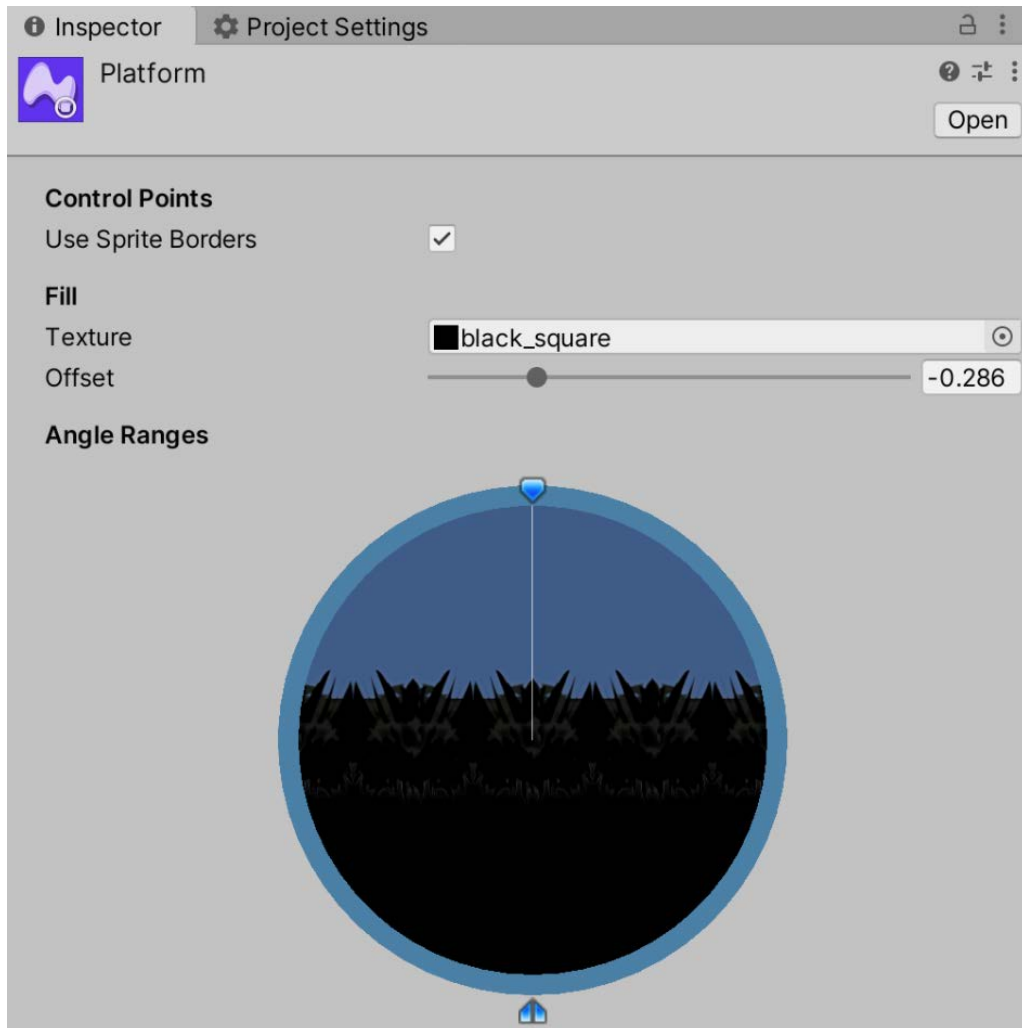 Inspector Project Settings
Platform
Open
Control Points
Use Sprite Borders
Fill
Texture black_square
Offset -0.286
Angle Ranges